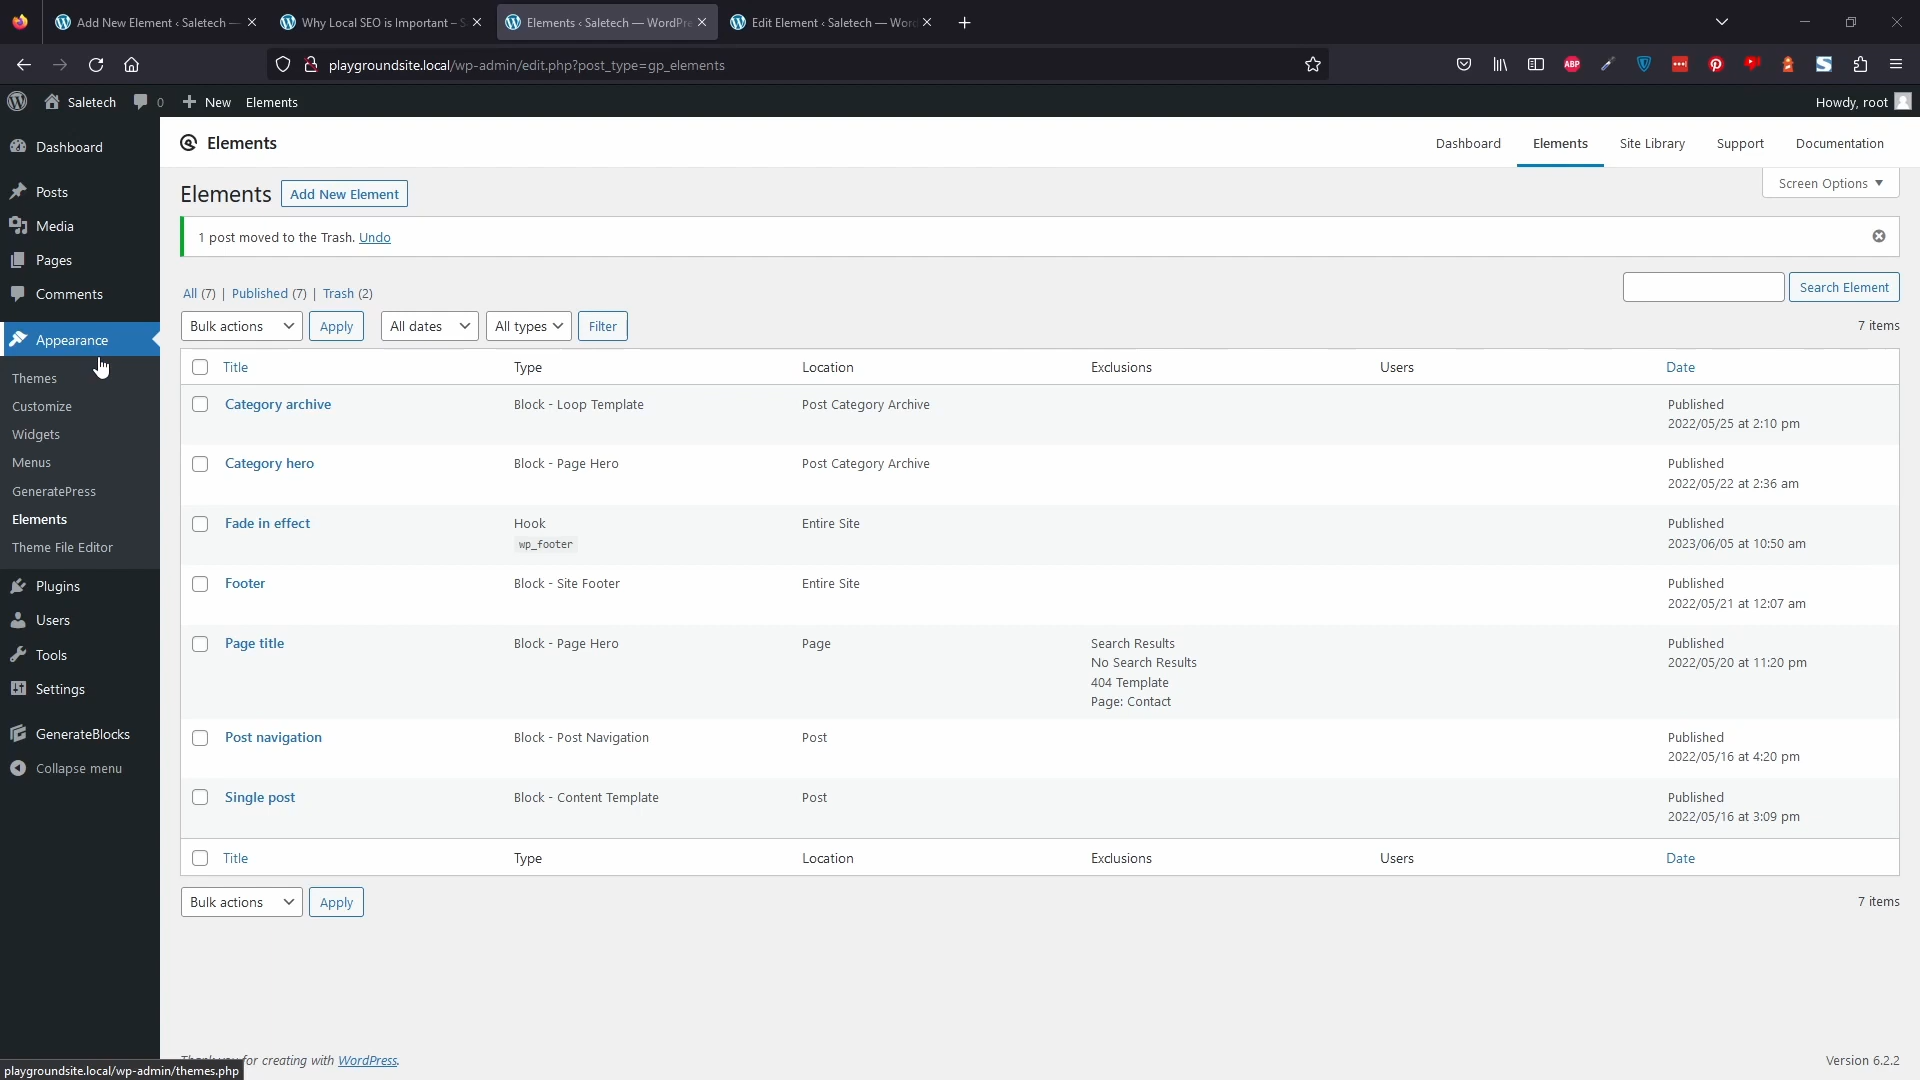 Add New Element ‹ Saletech —
Why Local SEO is Important – S
Elements ‹ Saletech — WordPre
Edit Element ‹ Saletech — Word
playgroundsite.local/wp-admin/edit.php?post_type=gp_elements
ABP
Saletech
0
New
Elements
Howdy, root
Dashboard
Posts
Media
Pages
Comments
Appearance
Themes
Customize
Widgets
Menus
GeneratePress
Elements
Theme File Editor
Plugins
Users
Tools
Settings
GenerateBlocks
Collapse menu
Elements
Dashboard
Elements
Site Library
Support
Documentation
Elements
Add New Element
Screen Options
1 post moved to the Trash. Undo
All (7) | Published (7) | Trash (2)
Search Element
Bulk actions
Apply
All dates
All types
Filter
7 items
Title Type Location Exclusions Users Date
Category archive Block - Loop Template Post Category Archive Published
2022/05/25 at 2:10 pm
Category hero Block - Page Hero Post Category Archive Published
2022/05/22 at 2:36 am
Fade in effect Hook Entire Site Published
wp_footer 2023/06/05 at 10:50 am
Footer Block - Site Footer Entire Site Published
2022/05/21 at 12:07 am
Page title Block - Page Hero Page Search Results Published
No Search Results 2022/05/20 at 11:20 pm
404 Template
Page: Contact
Post navigation Block - Post Navigation Post Published
2022/05/16 at 4:20 pm
Single post Block - Content Template Post Published
2022/05/16 at 3:09 pm
Title Type Location Exclusions Users Date
Bulk actions
Apply
7 items
for creating with WordPress.
Version 6.2.2
playgroundsite.local/wp-admin/themes.php